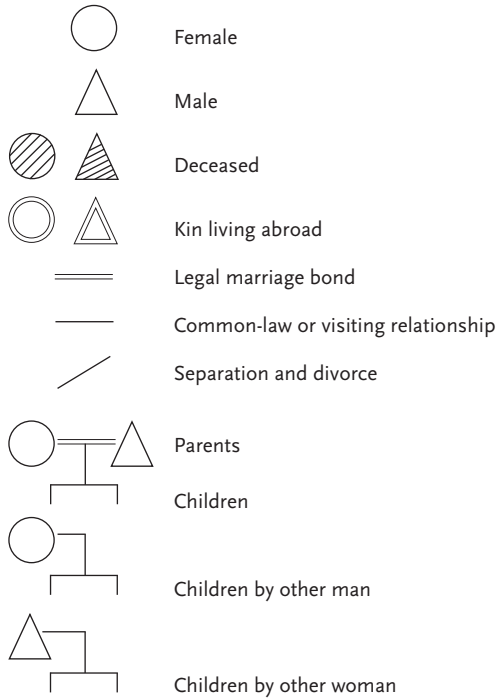 Female
Male
Deceased
Kin living abroad
Legal marriage bond
Common-law or visiting relationship
Separation and divorce
Parents
Children
Children by other man
Children by other woman